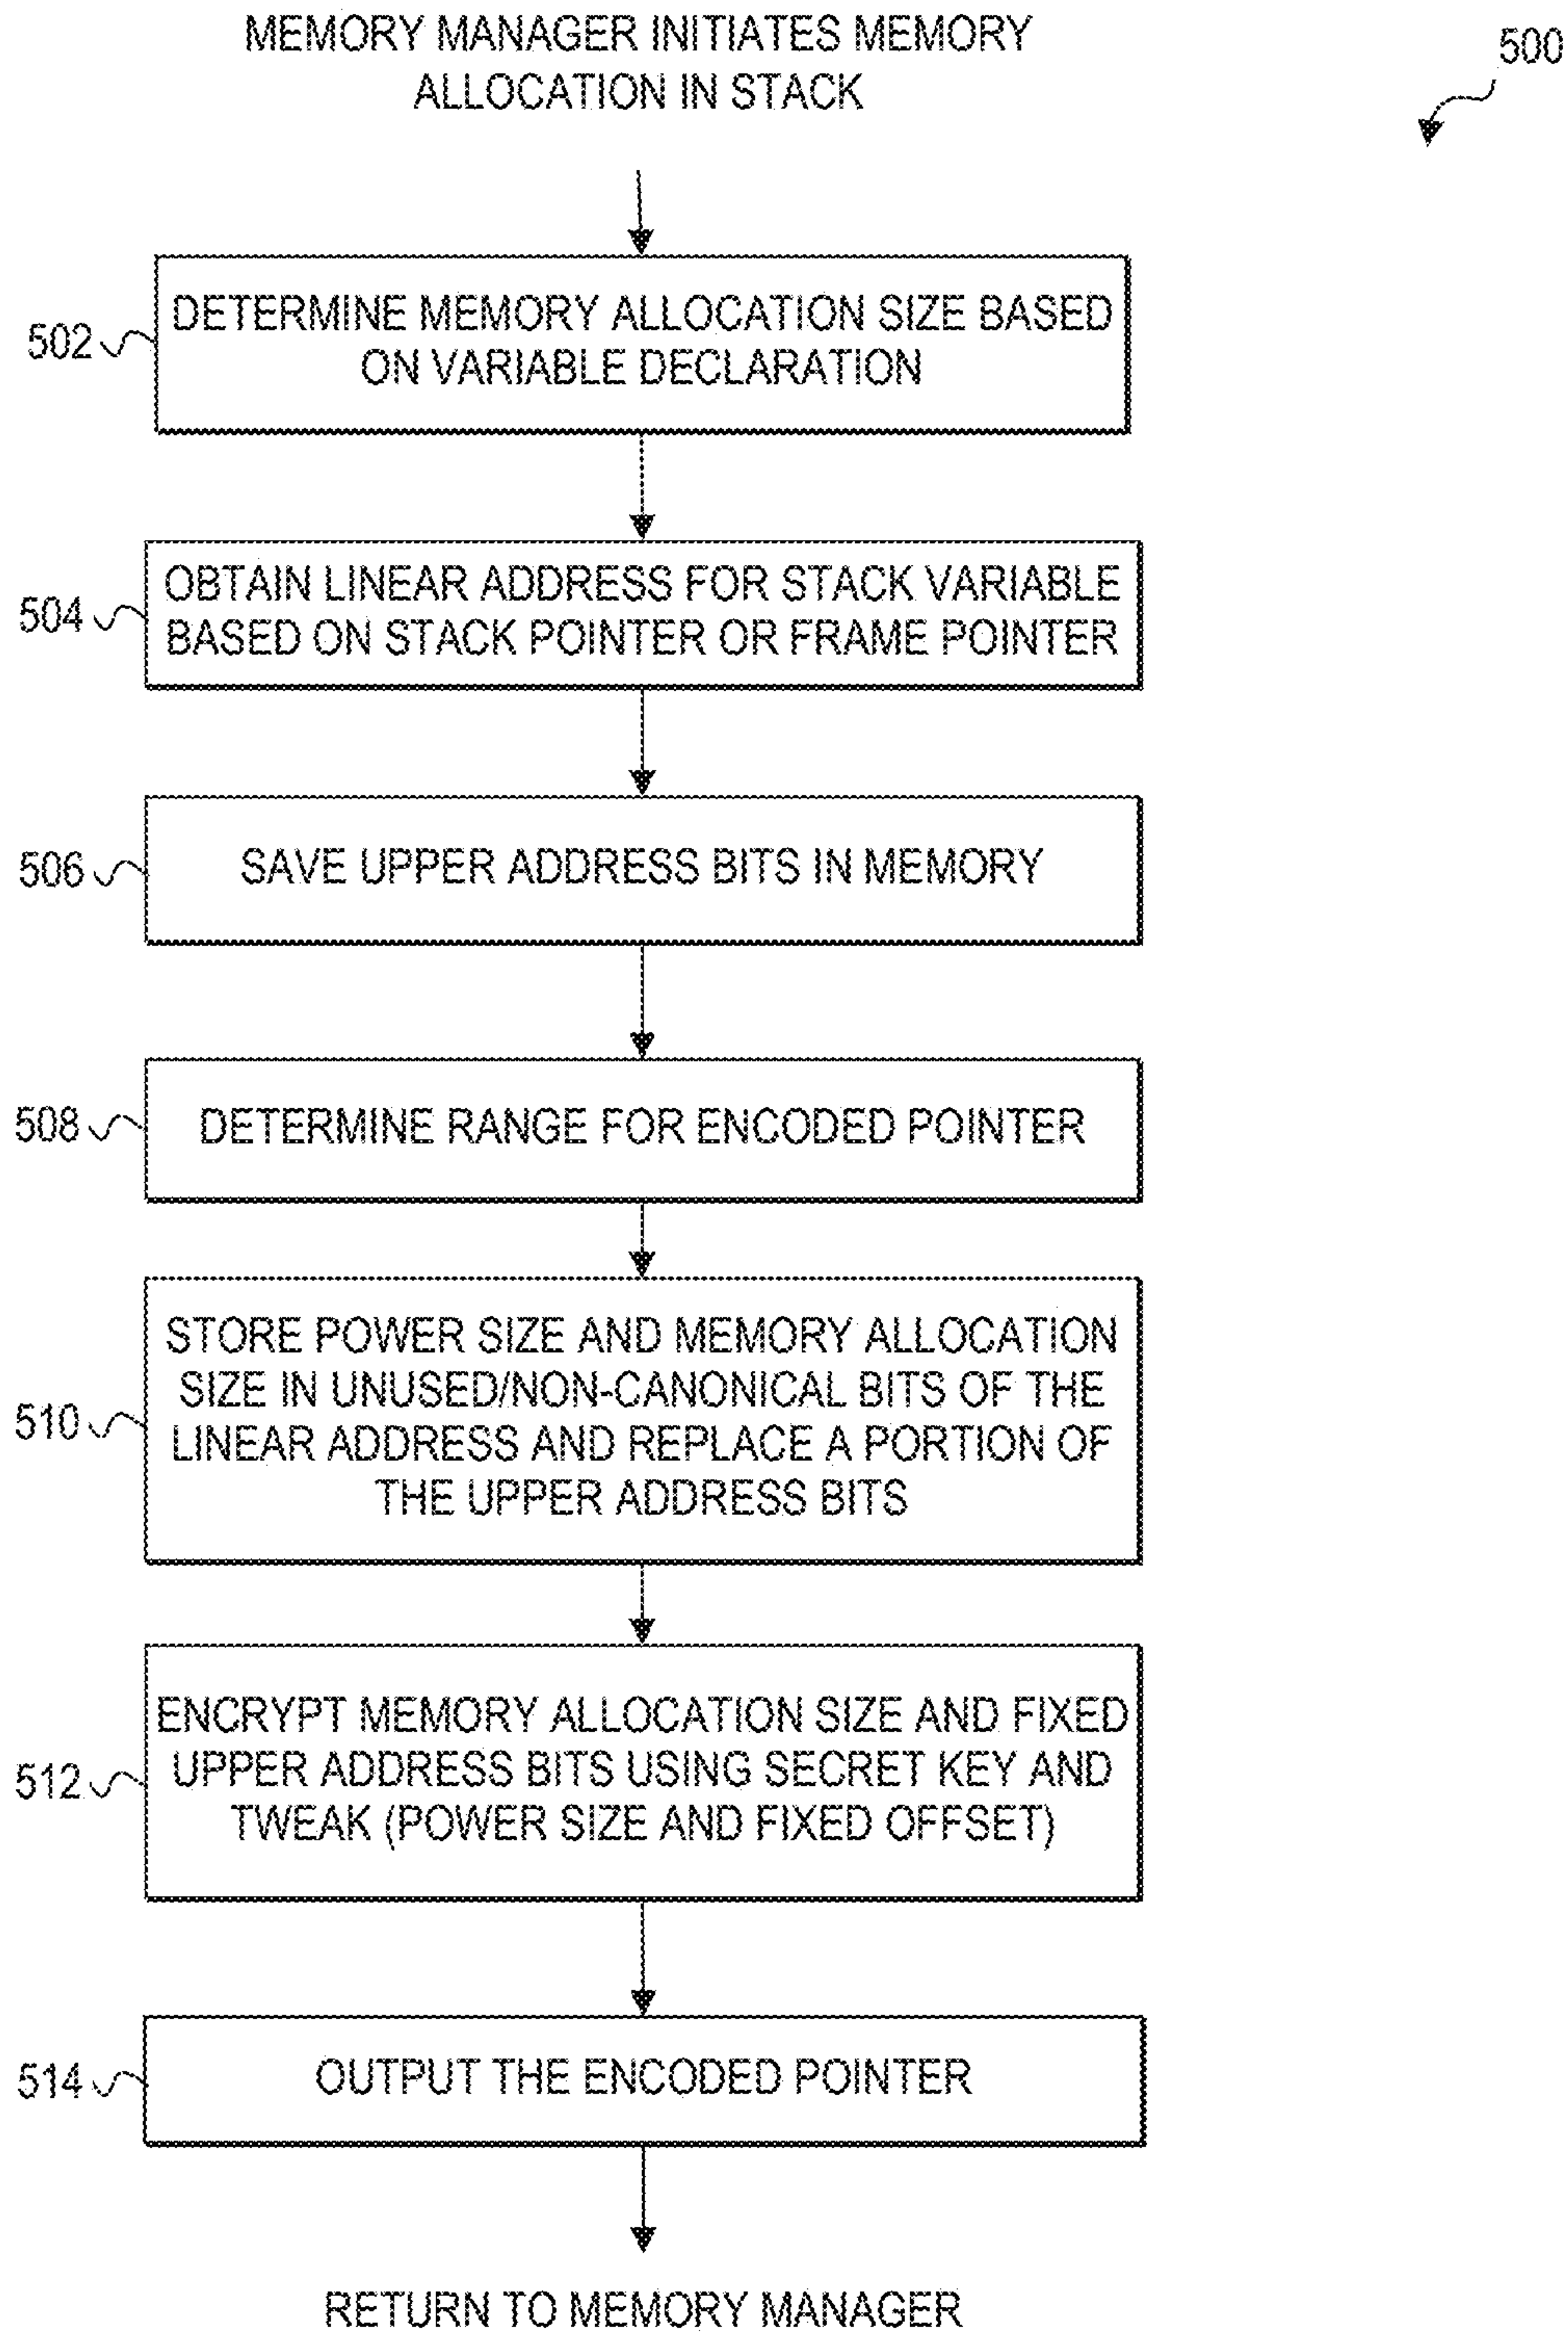 MEMORY MANAGER INITIATES MEMORY
ALLOCATION IN STACK
500
502
DETERMINE MEMORY ALLOCATION SIZE BASED
ON VARIABLE DECLARATION
504
OBTAIN LINEAR ADDRESS FOR STACK VARIABLE
BASED ON STACK POINTER OR FRAME POINTER
506
SAVE UPPER ADDRESS BITS IN MEMORY
508
DETERMINE RANGE FOR ENCODED POINTER
510
STORE POWER SIZE AND MEMORY ALLOCATION
SIZE IN UNUSED/NON-CANONICAL BITS OF THE
LINEAR ADDRESS AND REPLACE A PORTION OF
THE UPPER ADDRESS BITS
512
ENCRYPT MEMORY ALLOCATION SIZE AND FIXED
UPPER ADDRESS BITS USING SECRET KEY AND
TWEAK (POWER SIZE AND FIXED OFFSET)
514
OUTPUT THE ENCODED POINTER
RETURN TO MEMORY MANAGER